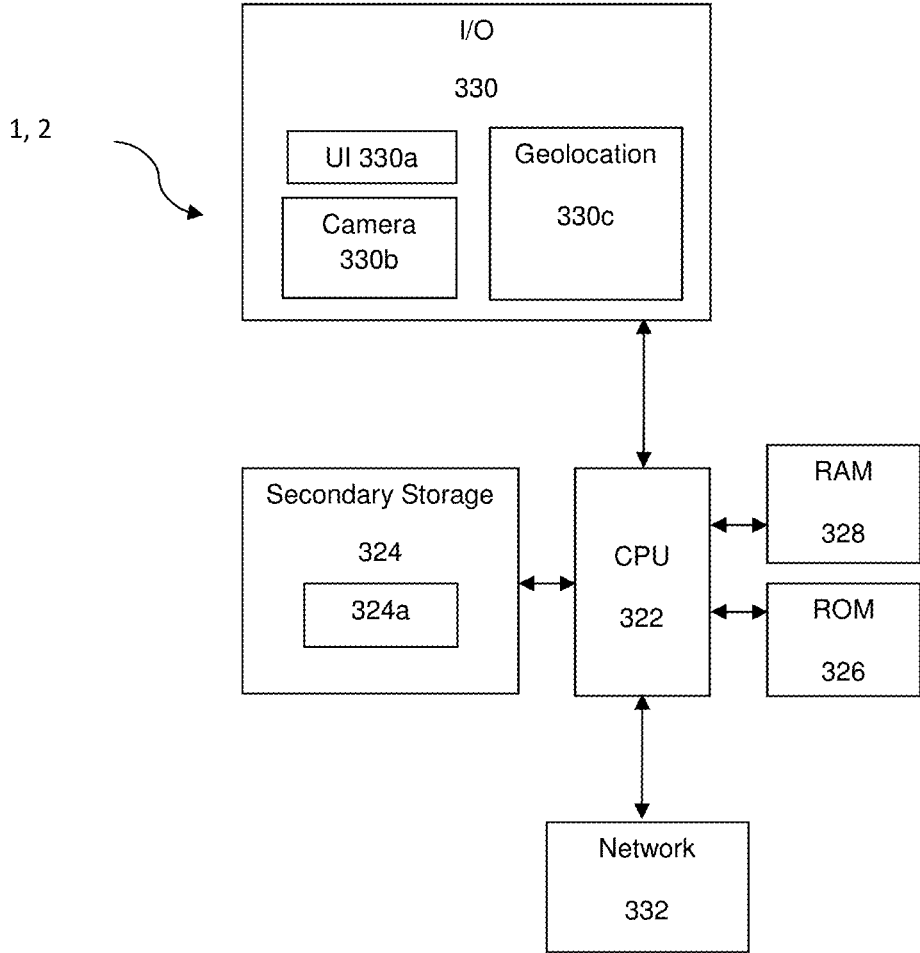 I/O
330
1, 2
UI 330a
Camera
330b
Geolocation
330c
Secondary Storage
324
324a
CPU
322
RAM
328
ROM
326
Network
332